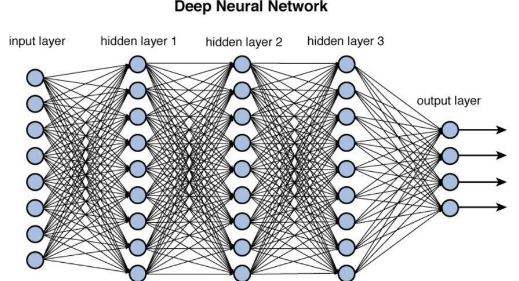 Deep Neural Network
input layer
hidden layer 1
hidden layer 2
hidden layer 3
output layer